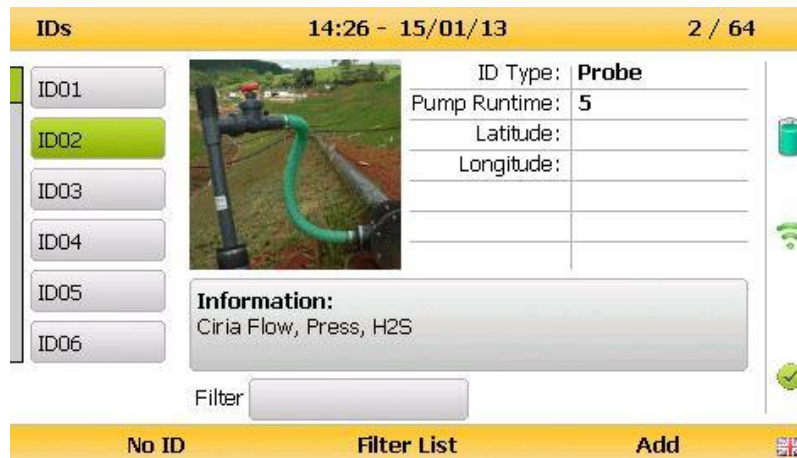 IDs 14:26 - 15/01/13 2 / 64
ID01
ID02
ID03
ID04
ID05
ID06
ID Type: Probe
Pump Runtime: 5
Latitude:
Longitude:
Information:
Ciria Flow, Press, H2S
Filter
No ID Filter List Add